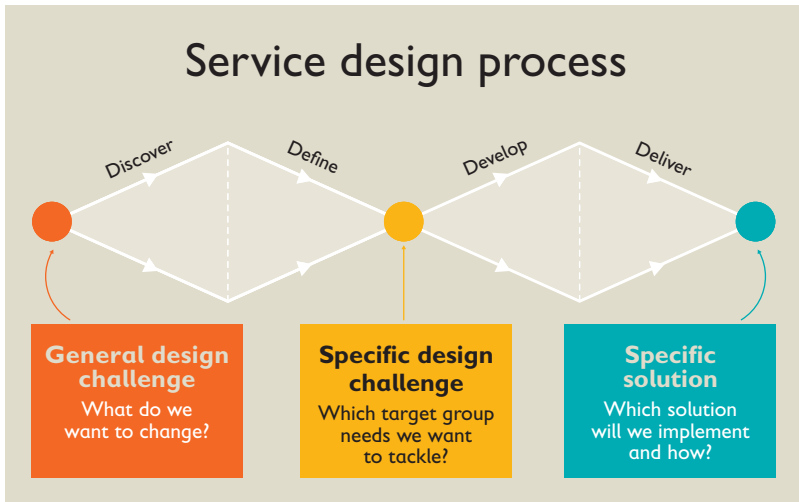 Service design process
Discover
Define
Develop
Deliver
General design
challenge
What do we
want to change?
Specific design
challenge
Which target group
needs we want
to tackle?
Specific
solution
Which solution
will we implement
and how?